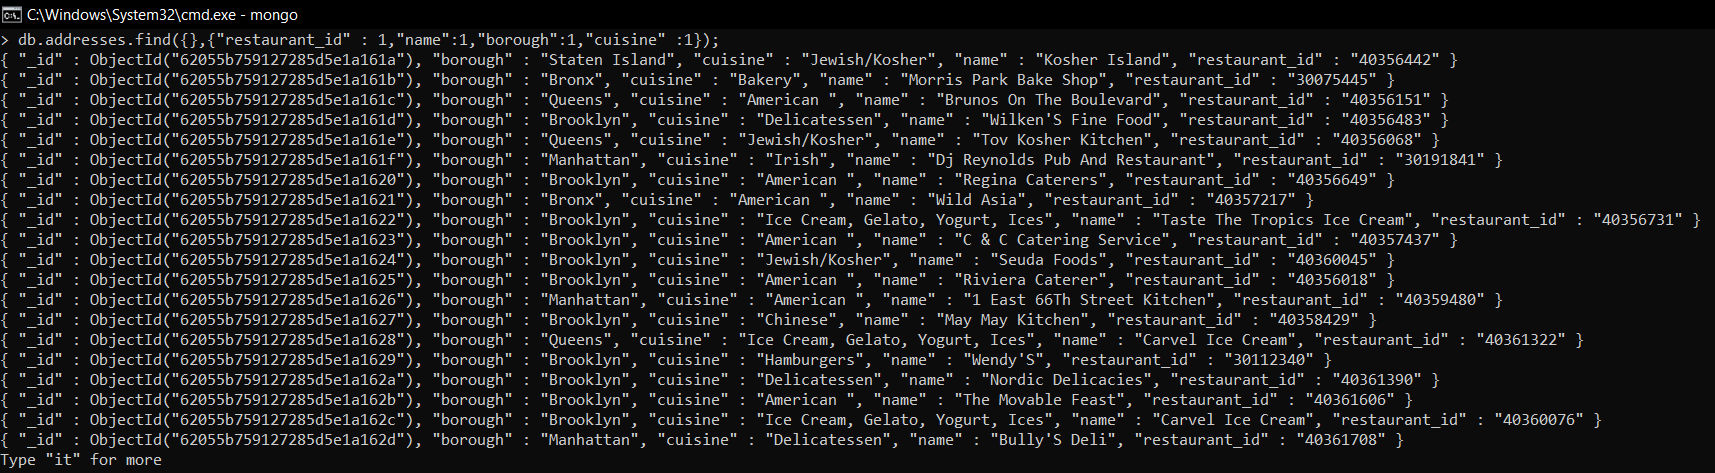 C:\Windows\System32\cmd.exe - mongo
> db.addresses.find({},{"restaurant_id" : 1,"name":1,"borough":1,"cuisine" :1});
{ "_id" : ObjectId("62055b759127285d5e1a161a"), "borough" : "Staten Island", "cuisine" : "Jewish/Kosher", "name" : "Kosher Island", "restaurant_id" : "40356442" }
{ "_id" : ObjectId("62055b759127285d5e1a161b"), "borough" : "Bronx", "cuisine" : "Bakery", "name" : "Morris Park Bake Shop", "restaurant_id" : "30075445" }
{ "_id" : ObjectId("62055b759127285d5e1a161c"), "borough" : "Queens", "cuisine" : "American ", "name" : "Brunos On The Boulevard", "restaurant_id" : "40356151" }
{ "_id" : ObjectId("62055b759127285d5e1a161d"), "borough" : "Brooklyn", "cuisine" : "Delicatessen", "name" : "Wilken'S Fine Food", "restaurant_id" : "40356483" }
{ "_id" : ObjectId("62055b759127285d5e1a161e"), "borough" : "Queens", "cuisine" : "Jewish/Kosher", "name" : "Tov Kosher Kitchen", "restaurant_id" : "40356068" }
{ "_id" : ObjectId("62055b759127285d5e1a161f"), "borough" : "Manhattan", "cuisine" : "Irish", "name" : "Dj Reynolds Pub And Restaurant", "restaurant_id" : "30191841" }
{ "_id" : ObjectId("62055b759127285d5e1a1620"), "borough" : "Brooklyn", "cuisine" : "American ", "name" : "Regina Caterers", "restaurant_id" : "40356649" }
{ "_id" : ObjectId("62055b759127285d5e1a1621"), "borough" : "Bronx", "cuisine" : "American ", "name" : "Wild Asia", "restaurant_id" : "40357217" }
{ "_id" : ObjectId("62055b759127285d5e1a1622"), "borough" : "Brooklyn", "cuisine" : "Ice Cream, Gelato, Yogurt, Ices", "name" : "Taste The Tropics Ice Cream", "restaurant_id" : "40356731" }
{ "_id" : ObjectId("62055b759127285d5e1a1623"), "borough" : "Brooklyn", "cuisine" : "American ", "name" : "C & C Catering Service", "restaurant_id" : "40357437" }
{ "_id" : ObjectId("62055b759127285d5e1a1624"), "borough" : "Brooklyn", "cuisine" : "Jewish/Kosher", "name" : "Seuda Foods", "restaurant_id" : "40360045" }
{ "_id" : ObjectId("62055b759127285d5e1a1625"), "borough" : "Brooklyn", "cuisine" : "American ", "name" : "Riviera Caterer", "restaurant_id" : "40356018" }
{ "_id" : ObjectId("62055b759127285d5e1a1626"), "borough" : "Manhattan", "cuisine" : "American ", "name" : "1 East 66Th Street Kitchen", "restaurant_id" : "40359480" }
{ "_id" : ObjectId("62055b759127285d5e1a1627"), "borough" : "Brooklyn", "cuisine" : "Chinese", "name" : "May May Kitchen", "restaurant_id" : "40358429" }
{ "_id" : ObjectId("62055b759127285d5e1a1628"), "borough" : "Queens", "cuisine" : "Ice Cream, Gelato, Yogurt, Ices", "name" : "Carvel Ice Cream", "restaurant_id" : "40361322" }
{ "_id" : ObjectId("62055b759127285d5e1a1629"), "borough" : "Brooklyn", "cuisine" : "Hamburgers", "name" : "Wendy'S", "restaurant_id" : "30112340" }
{ "_id" : ObjectId("62055b759127285d5e1a162a"), "borough" : "Brooklyn", "cuisine" : "Delicatessen", "name" : "Nordic Delicacies", "restaurant_id" : "40361390" }
{ "_id" : ObjectId("62055b759127285d5e1a162b"), "borough" : "Brooklyn", "cuisine" : "American ", "name" : "The Movable Feast", "restaurant_id" : "40361606" }
{ "_id" : ObjectId("62055b759127285d5e1a162c"), "borough" : "Brooklyn", "cuisine" : "Ice Cream, Gelato, Yogurt, Ices", "name" : "Carvel Ice Cream", "restaurant_id" : "40360076" }
{ "_id" : ObjectId("62055b759127285d5e1a162d"), "borough" : "Manhattan", "cuisine" : "Delicatessen", "name" : "Bully'S Deli", "restaurant_id" : "40361708" }
Type "it" for more